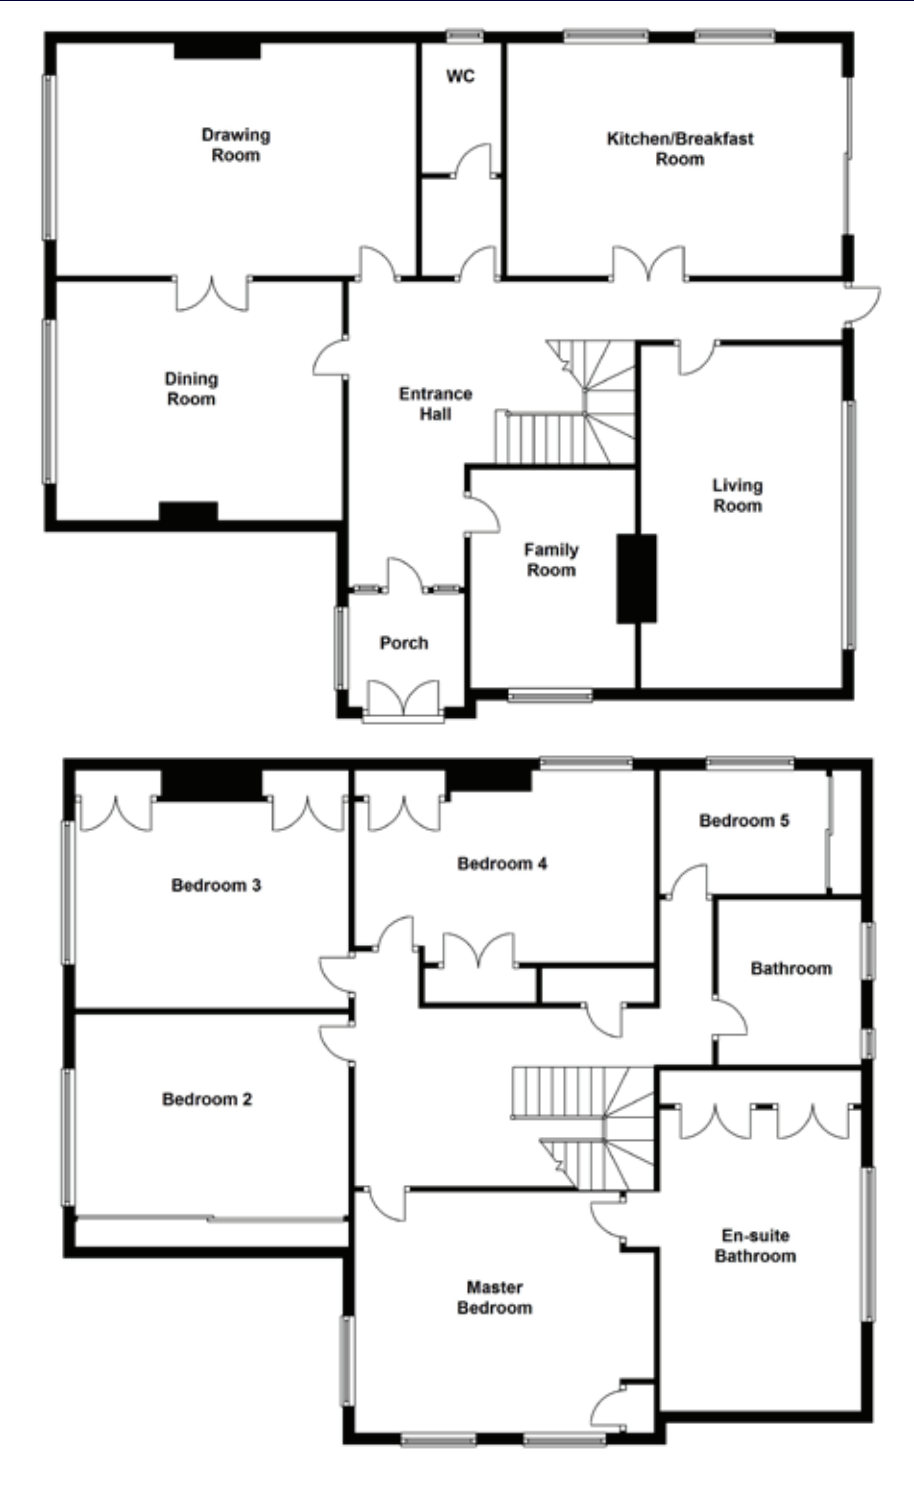 WC
Drawing
Room
Kitchen/Breakfast
Room
Dining
Room
Entrance
Hall
Living
Room
Family
Room
Porch
Bedroom 5
Bedroom 4
Bedroom 3
Bathroom
Bedroom 2
En-suite
Bathroom
Master
Bedroom